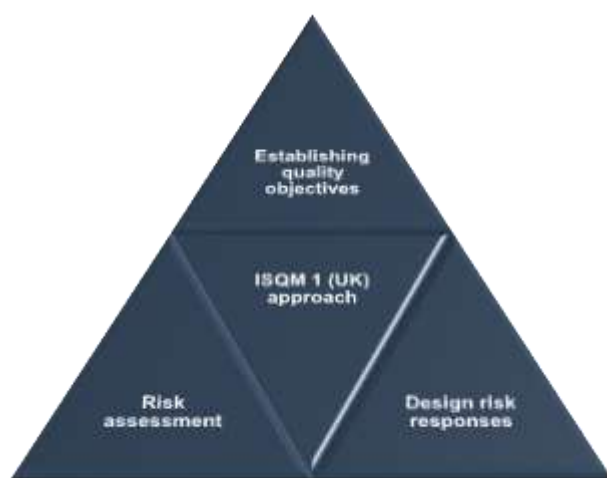 Establishing
quality
objectives
ISQM 1 (UK)
approach
Risk
assessment
Design risk
responses